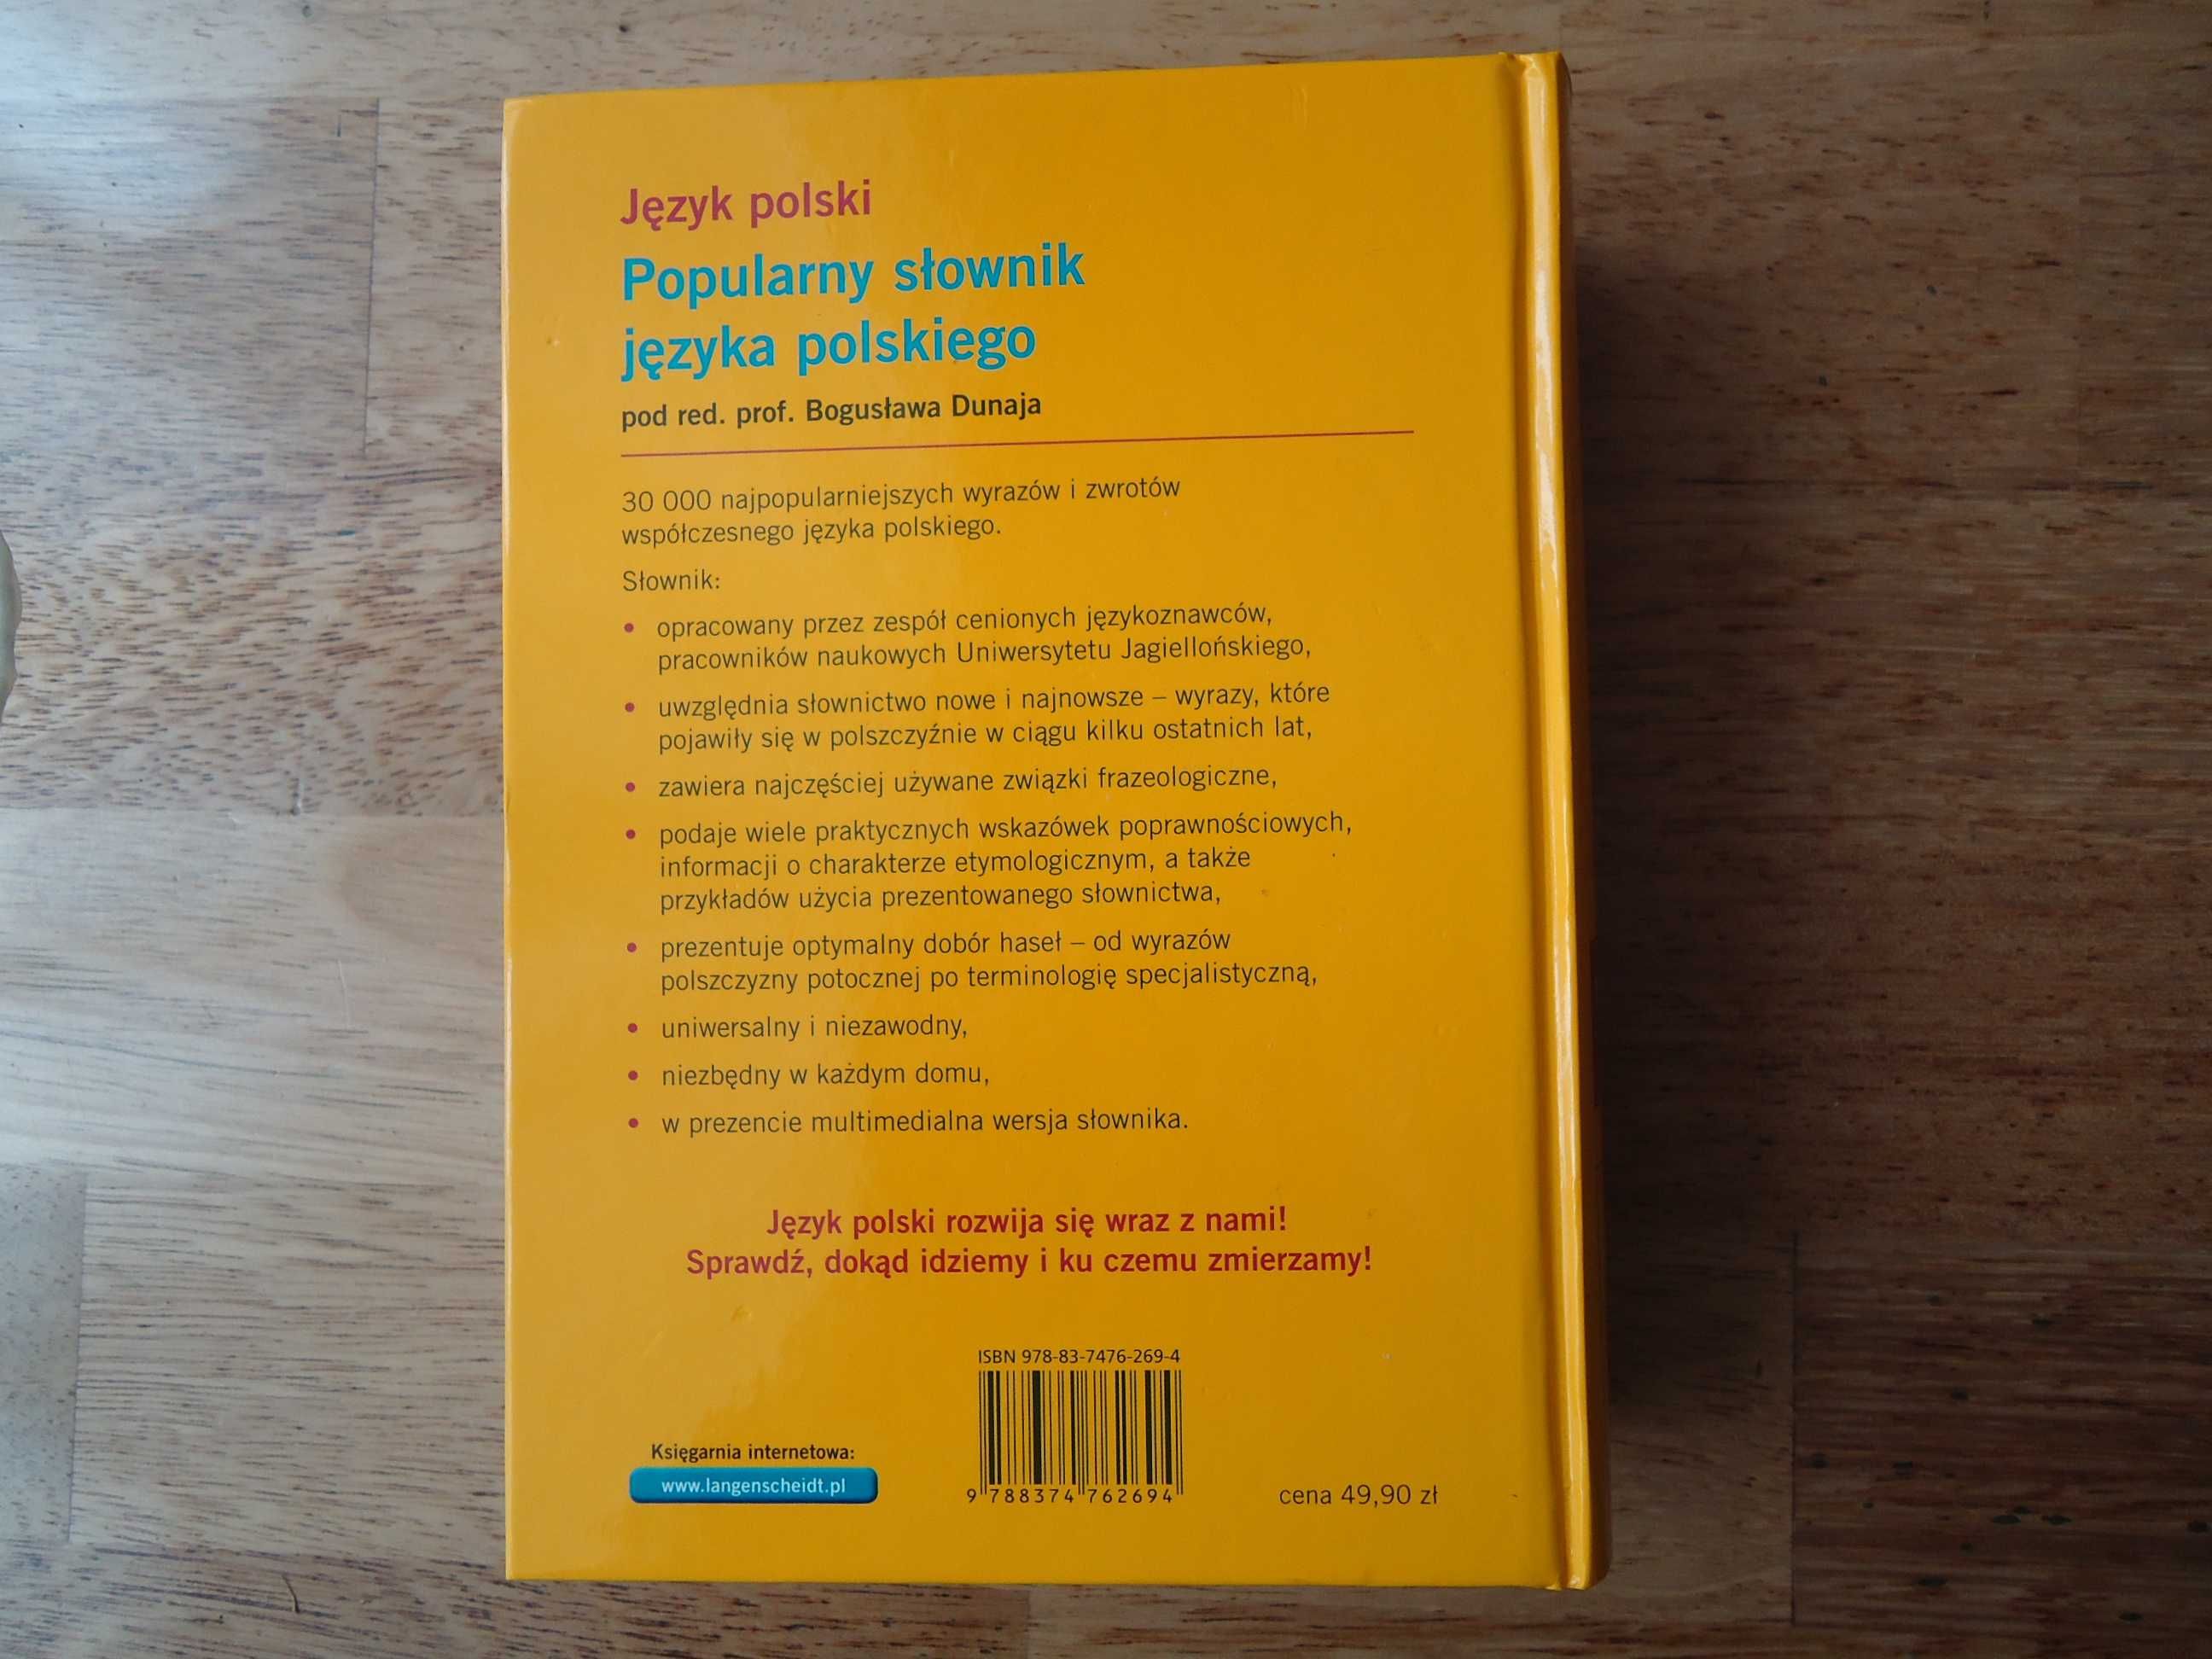 Język polski
Popularny słownik
języka polskiego
pod red. prof. Bogusława Dunaja
30 000 najpopularniejszych wyrazów i zwrotów
współczesnego języka polskiego.
Słownik:
• opracowany przez zespół cenionych językoznawców,
pracowników naukowych Uniwersytetu Jagiellońskiego,
• uwzględnia słownictwo nowe i najnowsze – wyrazy, które
pojawiły się w polszczyźnie w ciągu kilku ostatnich lat,
• zawiera najczęściej używane związki frazeologiczne,
• podaje wiele praktycznych wskazówek poprawnościowych,
informacji o charakterze etymologicznym, a także
przykładów użycia prezentowanego słownictwa,
• prezentuje optymalny dobór haseł – od wyrazów
polszczyzny potocznej po terminologię specjalistyczną,
• uniwersalny i niezawodny,
• niezbędny w każdym domu,
• w prezencie multimedialna wersja słownika.
Język polski rozwija się wraz z nami!
Sprawdź, dokąd idziemy i ku czemu zmierzamy!
ISBN 978-83-7476-269-4
9 788374 762694
Księgarnia internetowa:
www.langenscheidt.pl
cena 49,90 zł